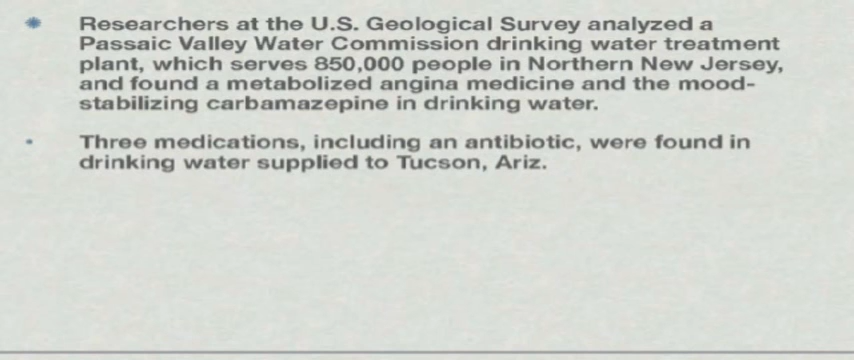 Researchers at the U.S. Geological Survey analyzed a
Passaic Valley Water Commission drinking water treatment
plant, which serves 850,000 people in Northern New Jersey,
and found a metabolized angina medicine and the mood-
stabilizing carbamazepine in drinking water.
Three medications, including an antibiotic, were found in
drinking water supplied to Tucson, Ariz.